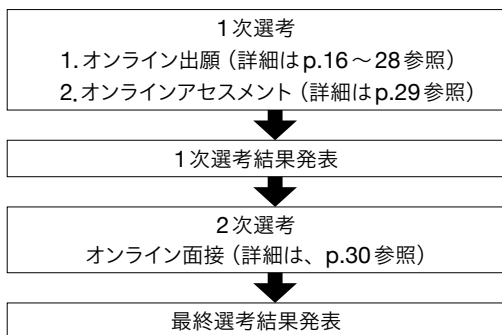 1次選考
1.オンライン出願（詳細はp.16～28参照）
2.オンラインアセスメント（詳細はp.29参照）
1次選考結果発表
2次選考
オンライン面接（詳細は、p.30参照）
最終選考結果発表